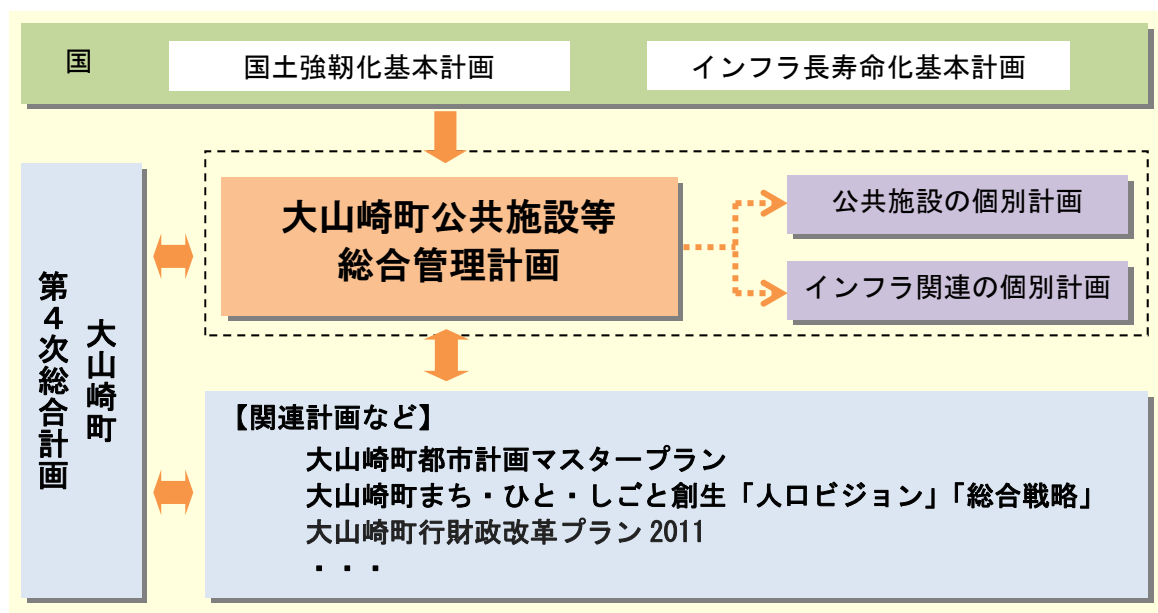 国
国土強靭化基本計画
インフラ長寿命化基本計画
大山崎町
第４次総合計画
大山崎町公共施設等
総合管理計画
公共施設の個別計画
インフラ関連の個別計画
【関連計画など】
大山崎町都市計画マスタープラン
大山崎町まち・ひと・しごと創生「人口ビジョン」「総合戦略」
大山崎町行財政改革プラン 2011
・・・